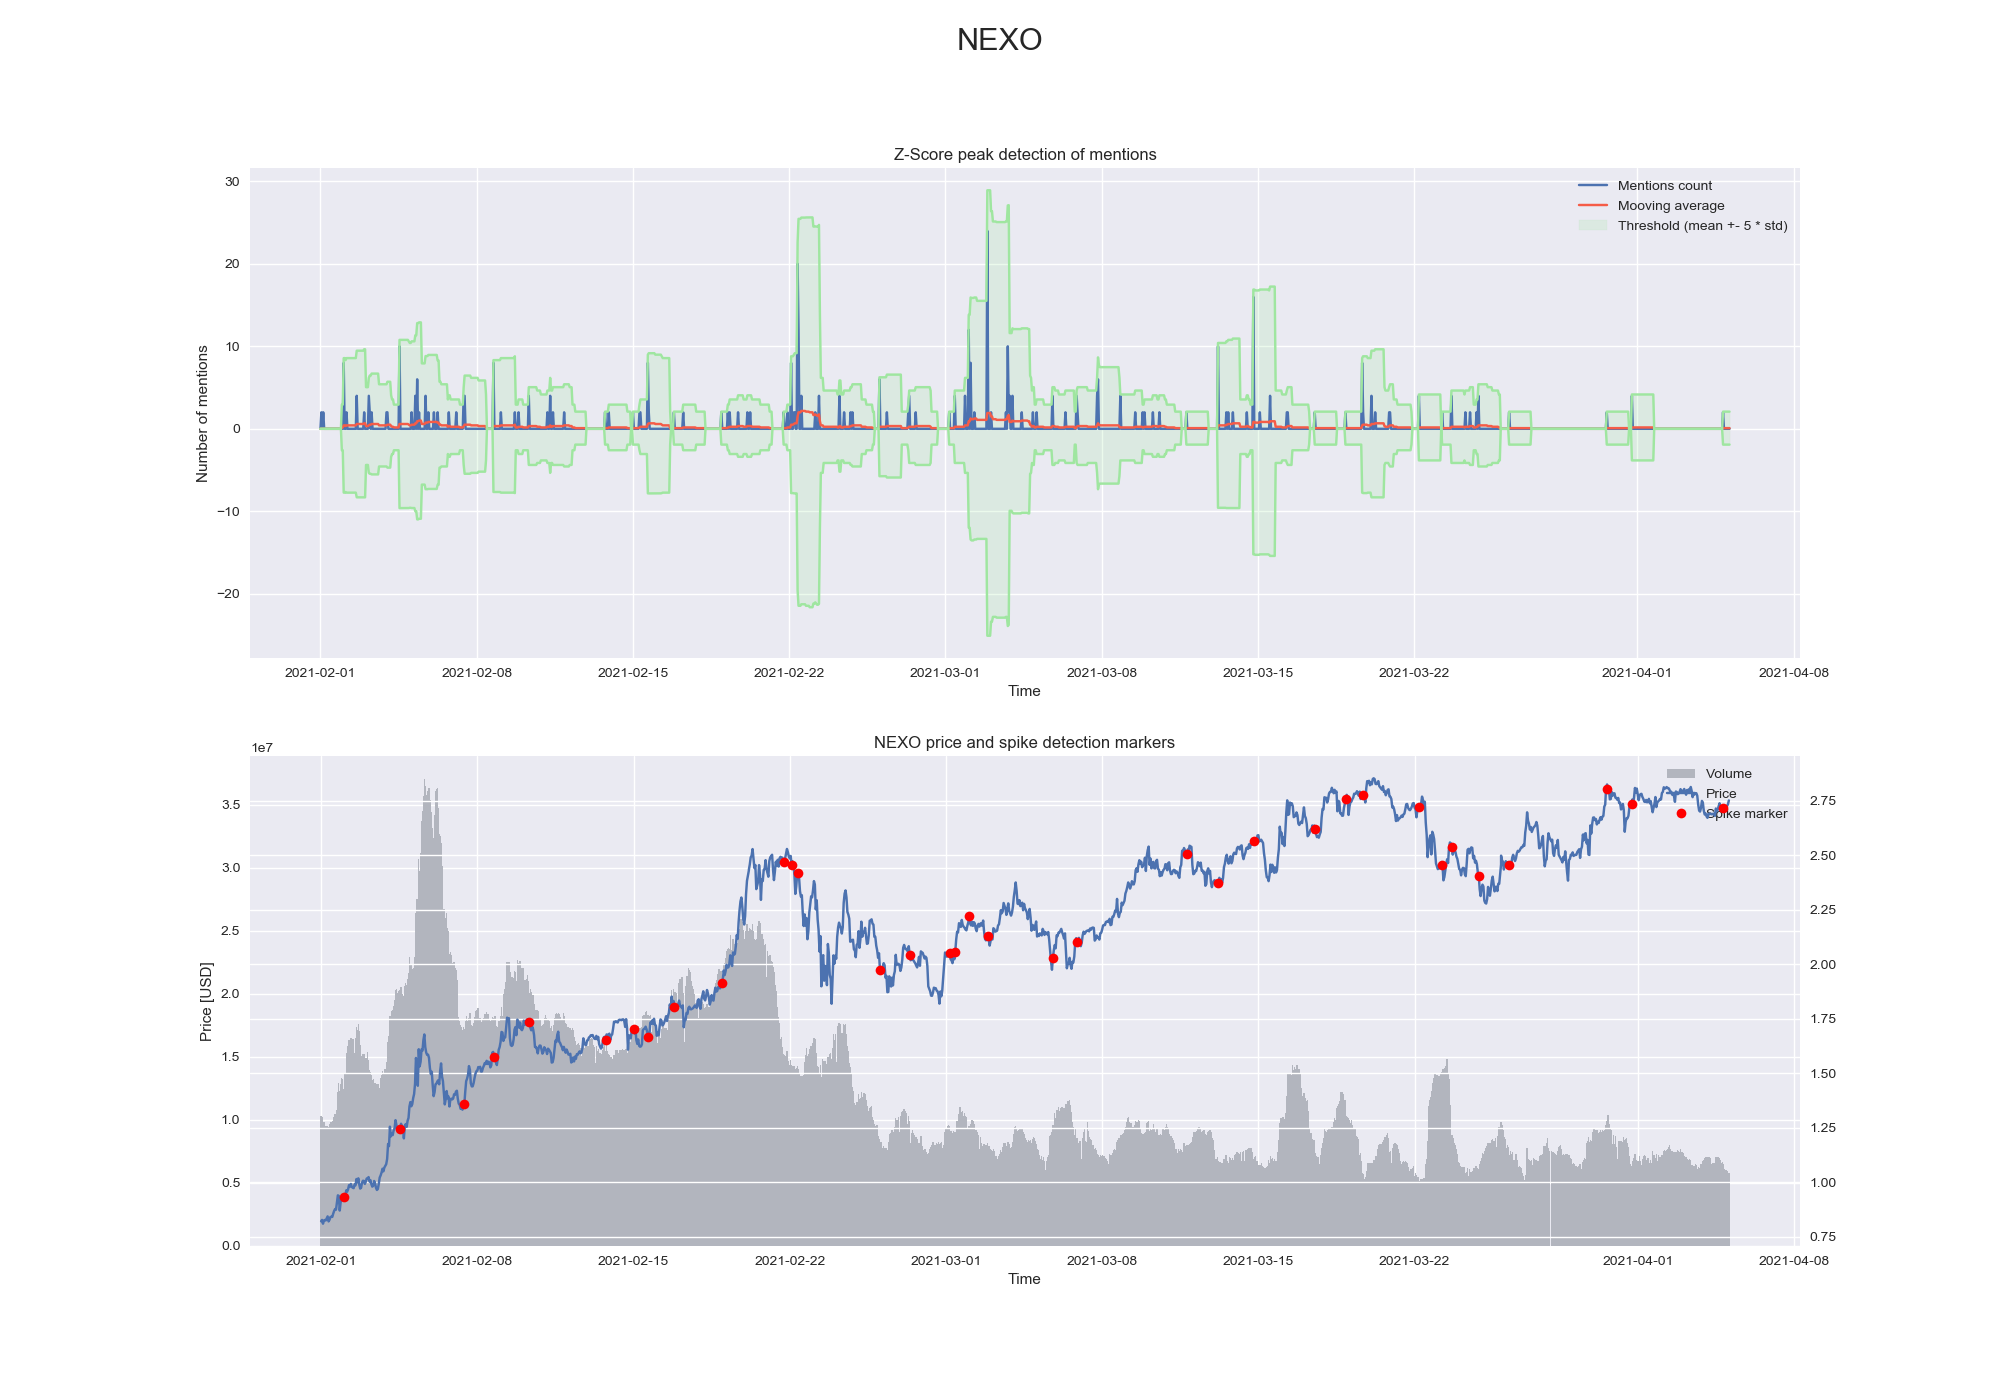 NEXO
Z-Score peak detection of mentions
Number of mentions
30
20
10
0
−10
−20
Mentions count
Mooving average
Threshold (mean +- 5 * std)
2021-02-01 2021-02-08 2021-02-15 2021-02-22 2021-03-01 2021-03-08 2021-03-15 2021-03-22 2021-04-01 2021-04-08
Time
NEXO price and spike detection markers
1e7
Price [USD]
3.5
3.0
2.5
2.0
1.5
1.0
0.5
0.0
Volume
Price
Spike marker
2.75
2.50
2.25
2.00
1.75
1.50
1.25
1.00
0.75
2021-02-01 2021-02-08 2021-02-15 2021-02-22 2021-03-01 2021-03-08 2021-03-15 2021-03-22 2021-04-01 2021-04-08
Time